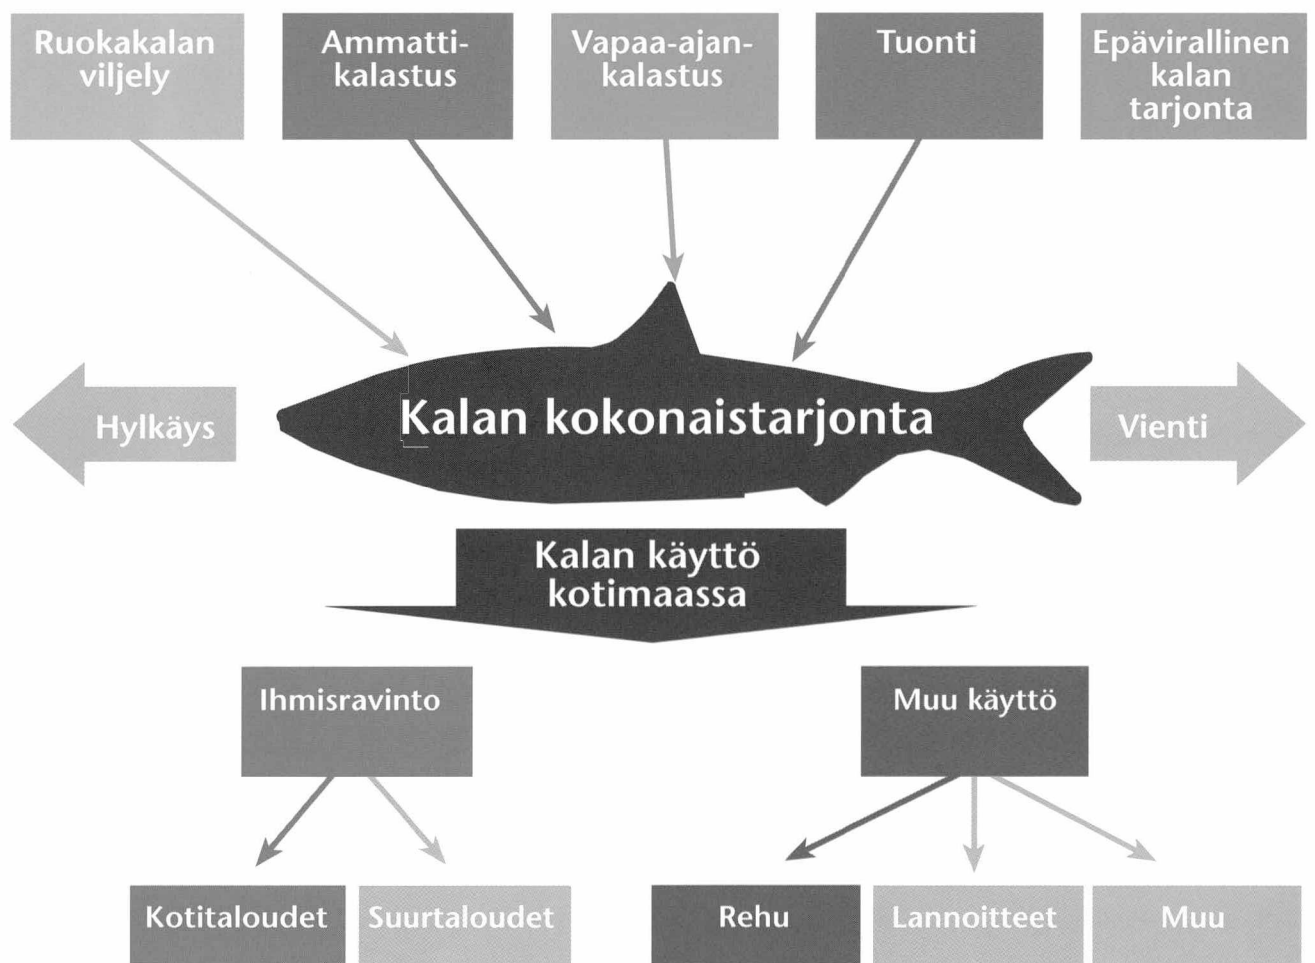 Ruokakalan
viljely
Ammatti-
kalastus
Vapaa-ajan-
kalastus
Tuonti
Epävirallinen
kalan
tarjonta
Hylkäys
Kalan kokonaistarjonta
Vienti
Kalan käyttö
kotimaassa
Ihmisravinto
Muu käyttö
Kotitaloudet
Suurtaloudet
Rehu
Lannoitteet
Muu